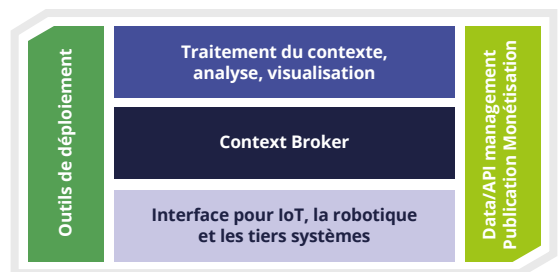 Outils de déploiement
Traitement du contexte,
analyse, visualisation
Context Broker
Interface pour IoT, la robotique
et les tiers systèmes
Data/API management
Publication Monétisation